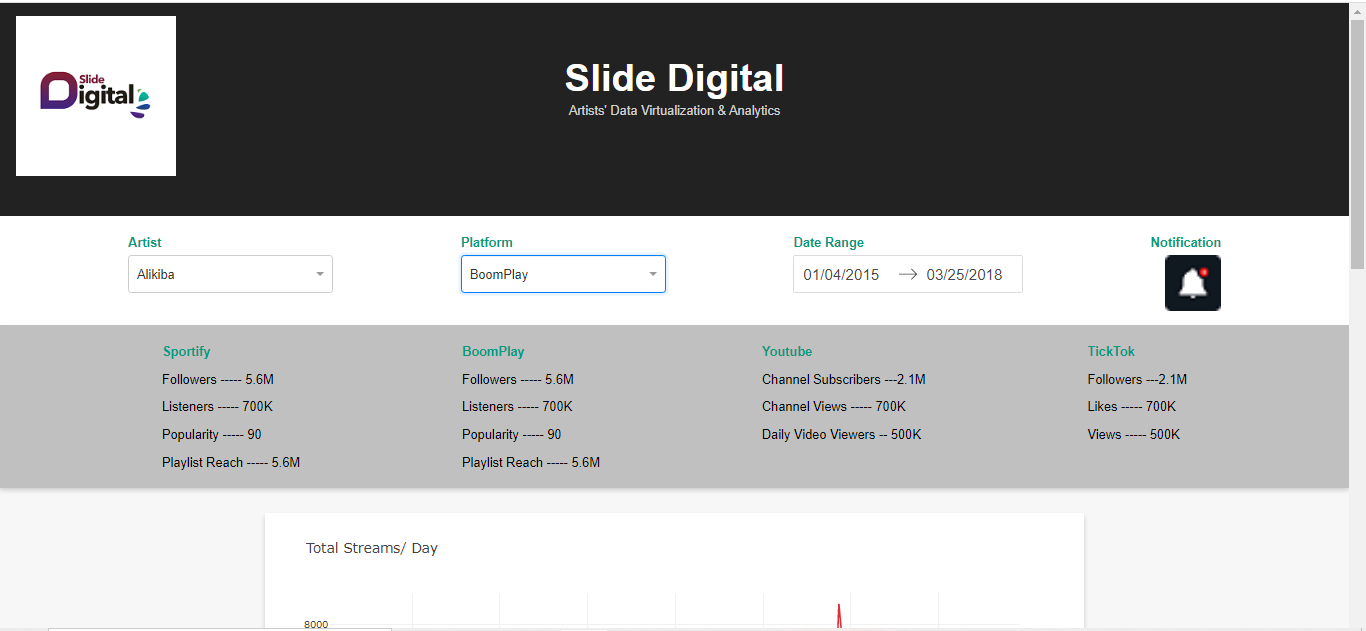 Slide
Digital
Slide Digital
Artists' Data Virtualization & Analytics
Artist
Platform
Date Range
Notification
Alikiba
BoomPlay
01/04/2015 → 03/25/2018
Sportify
Followers ----- 5.6M
Listeners ----- 700K
Popularity ----- 90
Playlist Reach ----- 5.6M
BoomPlay
Followers ----- 5.6M
Listeners ----- 700K
Popularity ----- 90
Playlist Reach ----- 5.6M
Youtube
Channel Subscribers ---2.1M
Channel Views ----- 700K
Daily Video Viewers -- 500K
TickTok
Followers ---2.1M
Likes ----- 700K
Views ----- 500K
Total Streams/ Day
8000